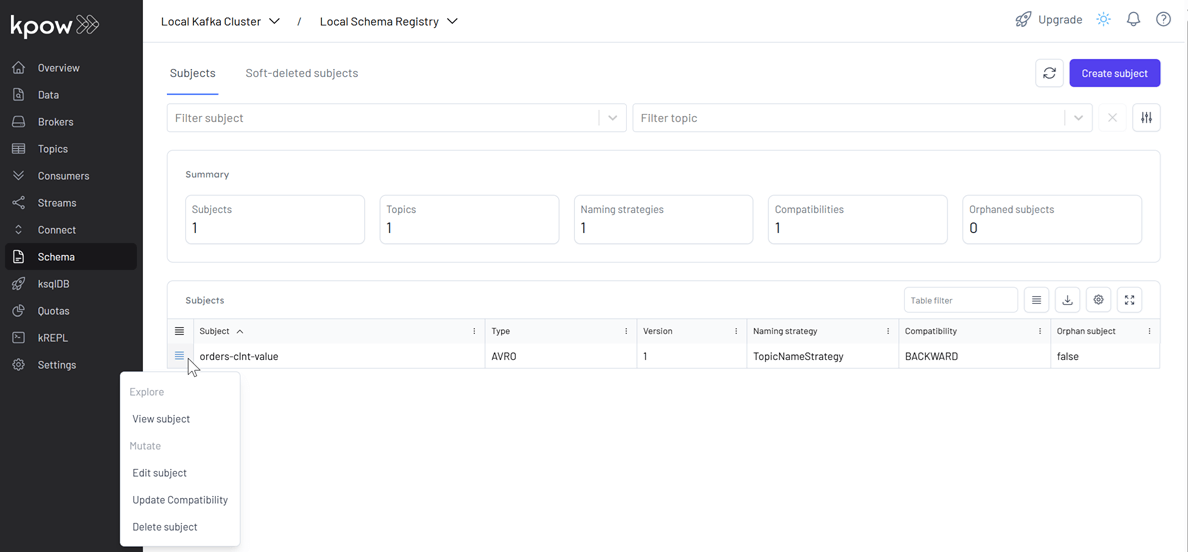 kpow
Local Kafka Cluster / Local Schema Registry
Upgrade
Overview
Data
Brokers
Topics
Consumers
Streams
Connect
Schema
ksqlDB
Quotas
kREPL
Settings
Subjects Soft-deleted subjects
Create subject
Filter subject
Filter topic
Summary
Subjects
1
Topics
1
Naming strategies
1
Compatibilities
1
Orphaned subjects
0
Subjects
Table filter
Subject Type Version Naming strategy Compatibility Orphan subject
orders-clnt-value AVRO 1 TopicNameStrategy BACKWARD false
Explore
View subject
Mutate
Edit subject
Update Compatibility
Delete subject